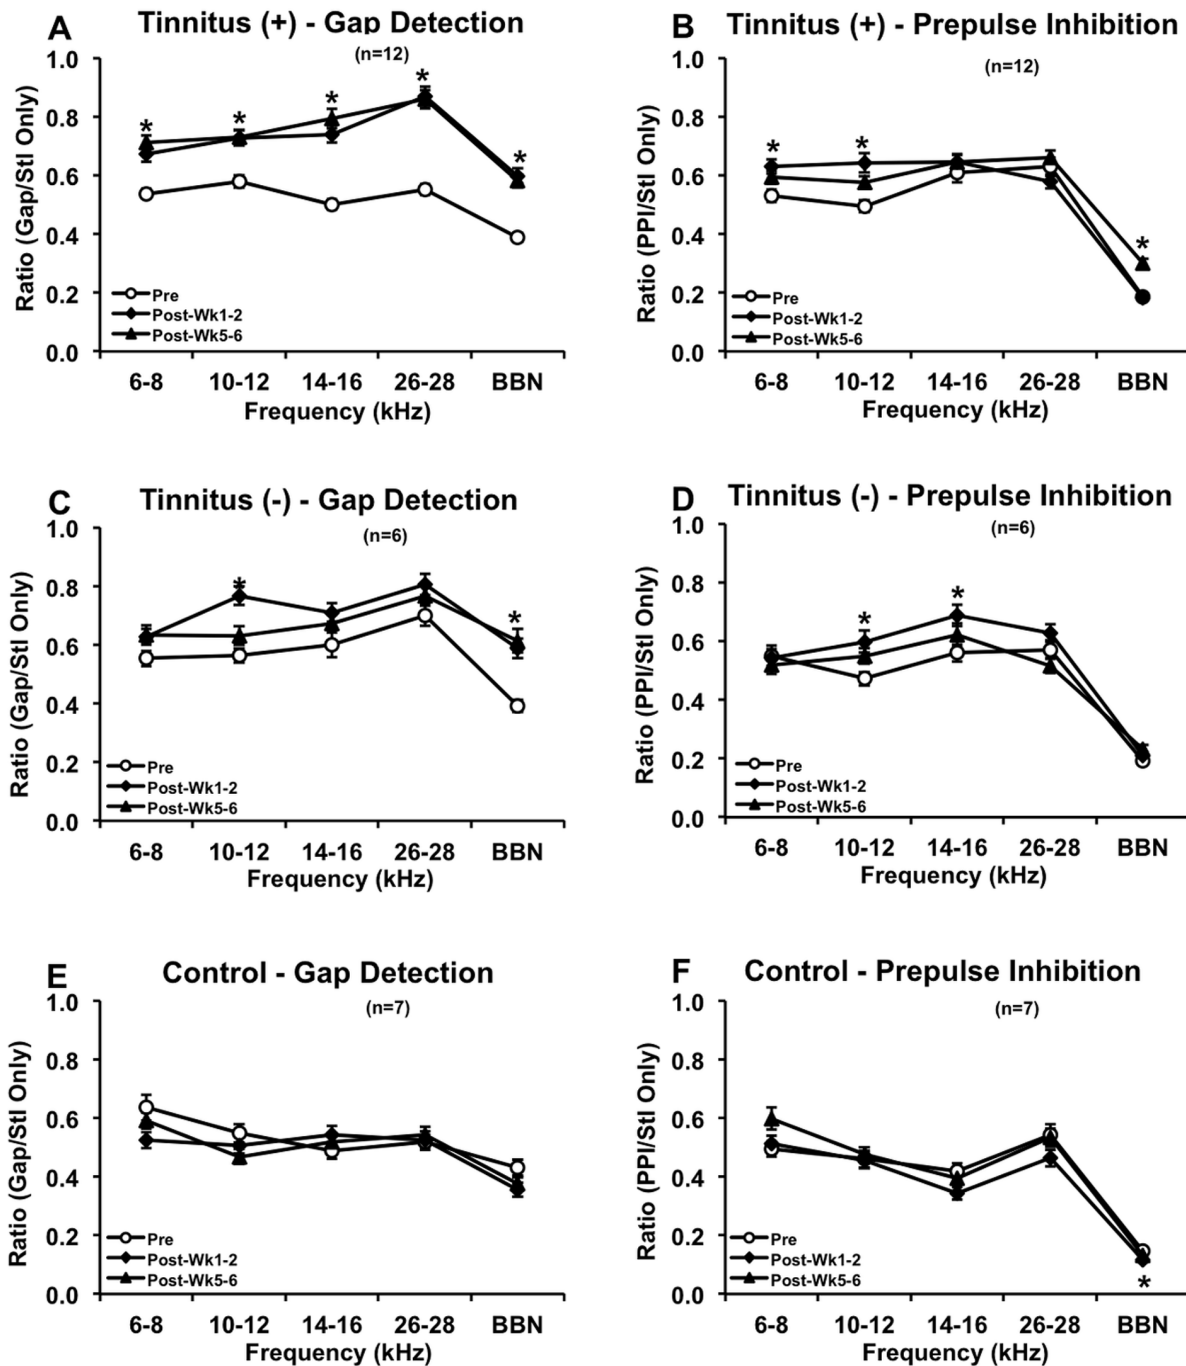 A
Tinnitus (+) - Gap Detection
(n=12)
Ratio (Gap/Stl Only)
1.0
0.8
0.6
0.4
0.2
0.0
*
*
*
*
*
Pre
Post-Wk1-2
Post-Wk5-6
6-8 10-12 14-16 26-28 BBN
Frequency (kHz)
B
Tinnitus (+) - Prepulse Inhibition
(n=12)
Ratio (PPI/Stl Only)
1.0
0.8
0.6
0.4
0.2
0.0
*
*
*
Pre
Post-Wk1-2
Post-Wk5-6
6-8 10-12 14-16 26-28 BBN
Frequency (kHz)
C
Tinnitus (-) - Gap Detection
(n=6)
Ratio (Gap/Stl Only)
1.0
0.8
0.6
0.4
0.2
0.0
*
*
Pre
Post-Wk1-2
Post-Wk5-6
6-8 10-12 14-16 26-28 BBN
Frequency (kHz)
D
Tinnitus (-) - Prepulse Inhibition
(n=6)
Ratio (PPI/Stl Only)
1.0
0.8
0.6
0.4
0.2
0.0
*
*
Pre
Post-Wk1-2
Post-Wk5-6
6-8 10-12 14-16 26-28 BBN
Frequency (kHz)
E
Control - Gap Detection
(n=7)
Ratio (Gap/Stl Only)
1.0
0.8
0.6
0.4
0.2
0.0
Pre
Post-Wk1-2
Post-Wk5-6
6-8 10-12 14-16 26-28 BBN
Frequency (kHz)
F
Control - Prepulse Inhibition
(n=7)
Ratio (PPI/Stl Only)
1.0
0.8
0.6
0.4
0.2
0.0
Pre
Post-Wk1-2
Post-Wk5-6
*
6-8 10-12 14-16 26-28 BBN
Frequency (kHz)